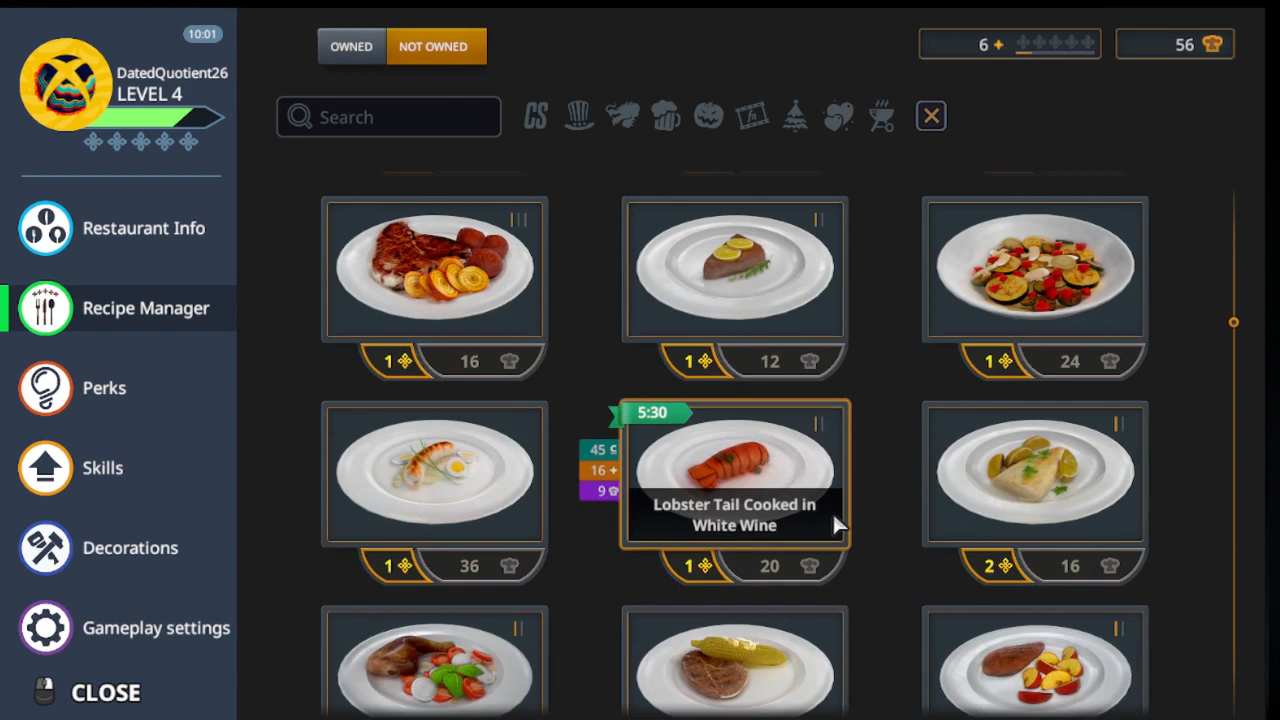 10:01
DatedQuotient26
LEVEL 4
Restaurant Info
Recipe Manager
Perks
Skills
Decorations
Gameplay settings
CLOSE
OWNED
NOT OWNED
6
56
Search
CS
1 16
1 12
1 24
5:30
45
16
9
Lobster Tail Cooked in
White Wine
1 36
1 20
2 16